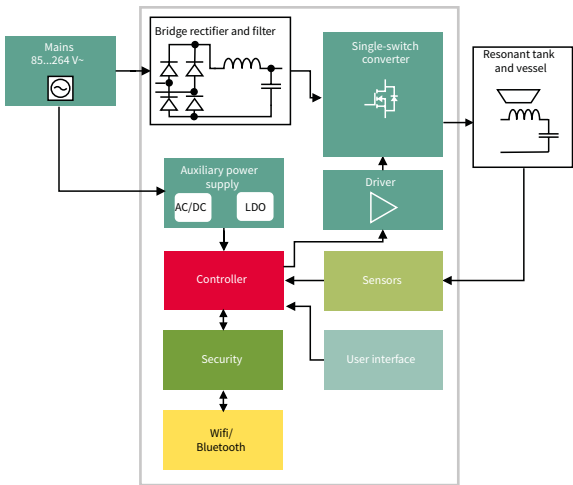 Mains
85...264 V~
Bridge rectifier and filter
Single-switch
converter
Resonant tank
and vessel
Auxiliary power
supply
AC/DC
LDO
Driver
Controller
Sensors
Security
User interface
Wifi/
Bluetooth